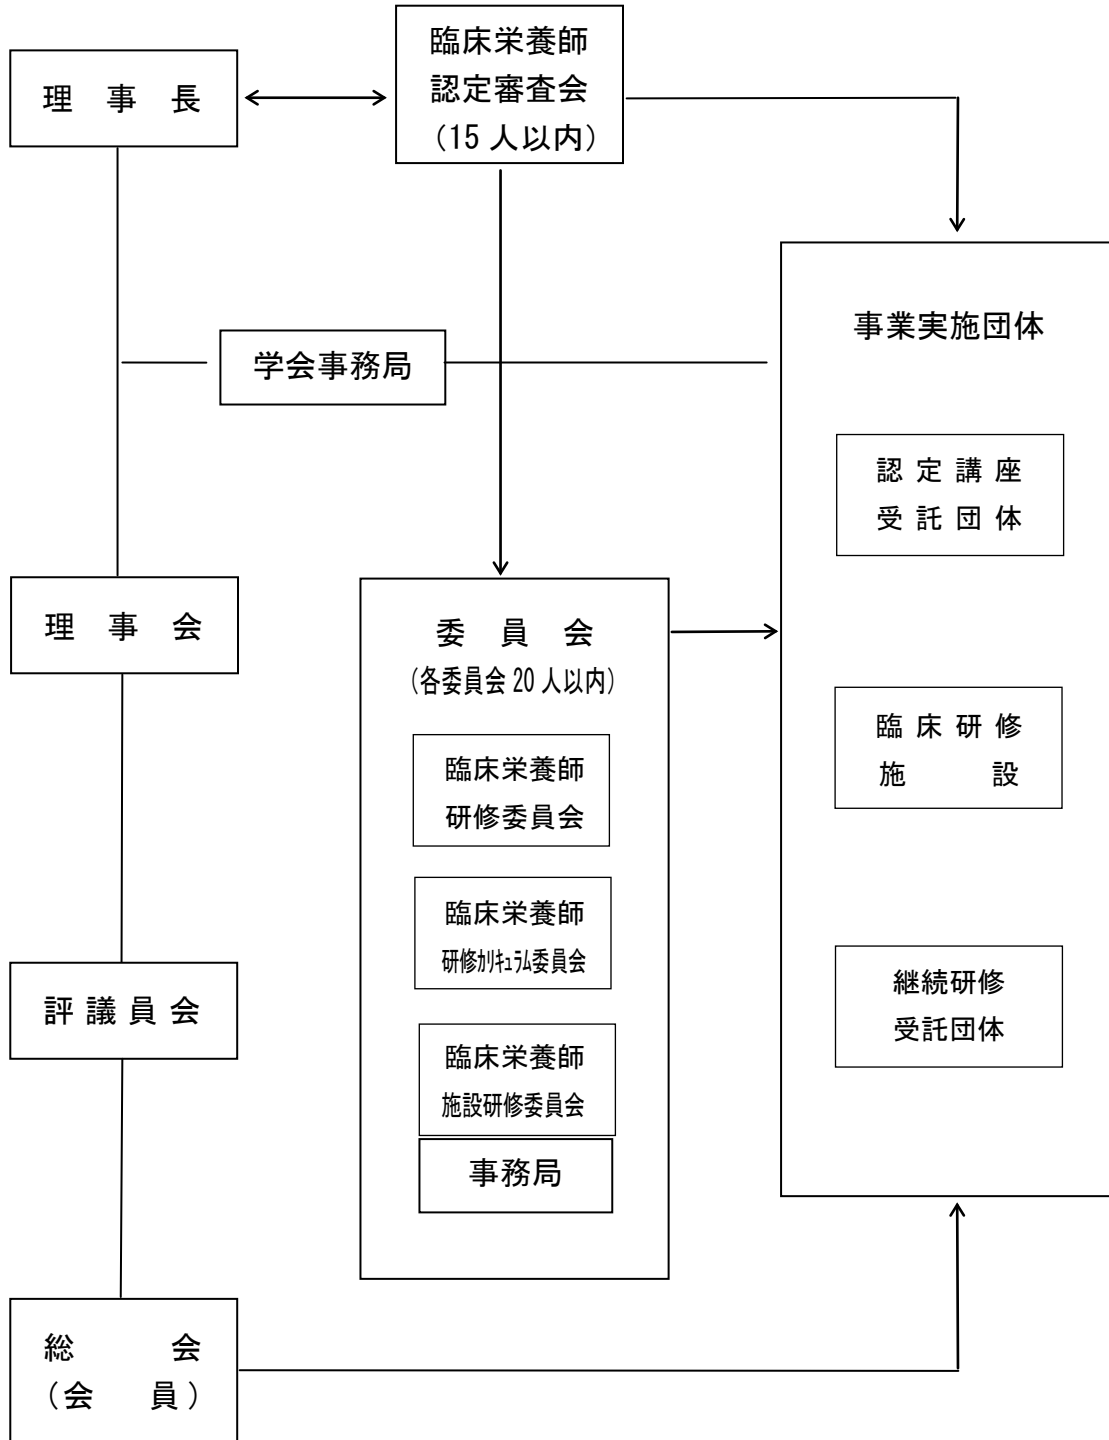 臨床栄養師
認定審査会
(15人以内)
理事長
学会事務局
事業実施団体
認定講座
受託団体
理事会
委員会
(各委員会20人以内)
臨床研修
施設
臨床栄養師
研修委員会
臨床栄養師
研修ｶﾘｷｭﾗﾑ委員会
継続研修
受託団体
評議員会
臨床栄養師
施設研修委員会
事務局
総会
(会員)